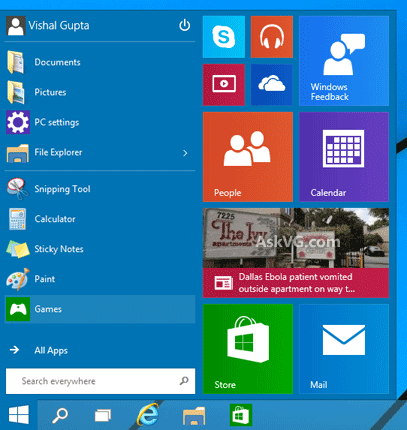 Vishal Gupta
Documents
Pictures
PC settings
File Explorer
Snipping Tool
Calculator
Sticky Notes
Paint
Games
All Apps
Search everywhere
Windows
Feedback
People
Calendar
7225
The Ivy
apartments
AskVG.com
Dallas Ebola patient vomited
outside apartment on way t...
Store
Mail